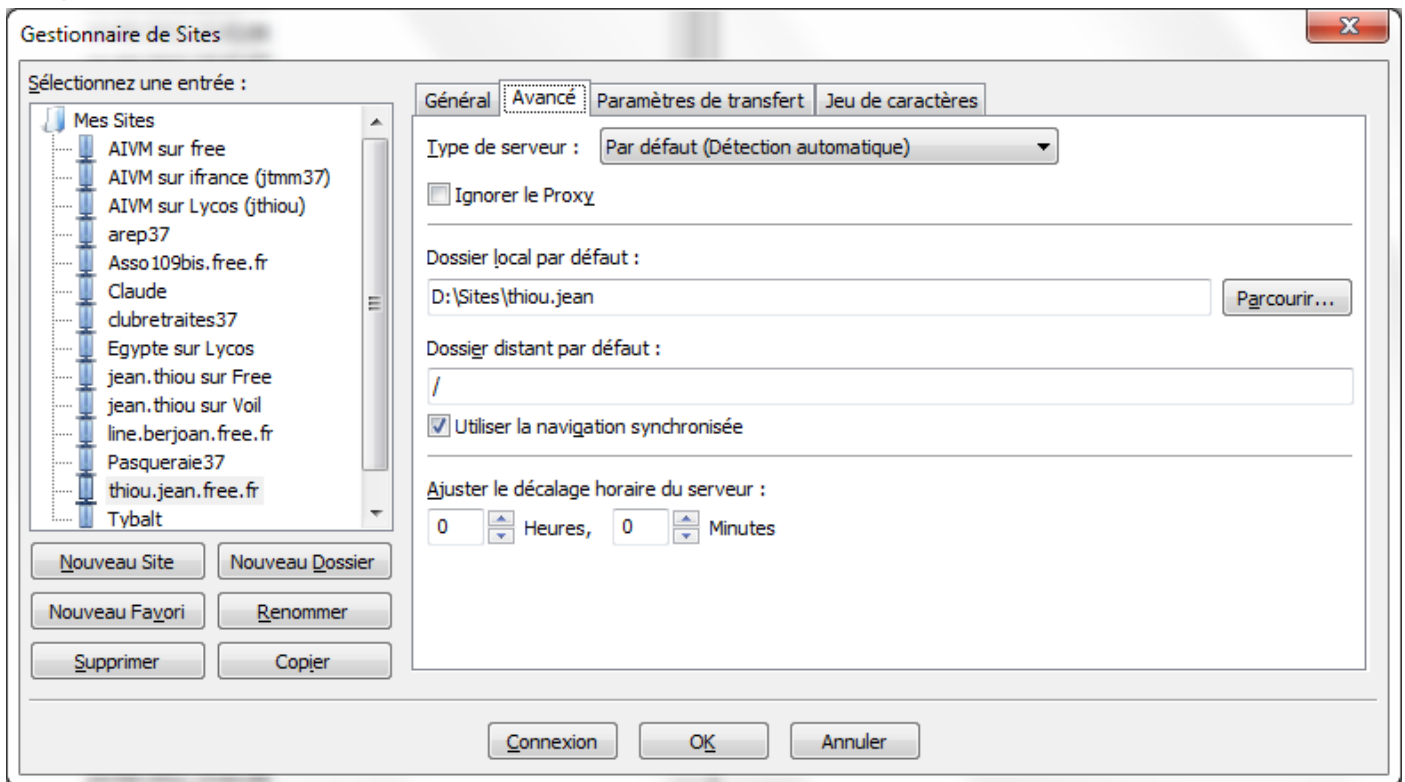 Gestionnaire de Sites
Sélectionnez une entrée :
Mes Sites
AIVM sur free
AIVM sur ifrance (jtmm37)
AIVM sur Lycos (jthiou)
arep37
Asso109bis.free.fr
Claude
clubretraites37
Egypte sur Lycos
jean.thiou sur Free
jean.thiou sur Voil
line.berjoan.free.fr
Pasqueraie37
thiou.jean.free.fr
Tybalt
Nouveau Site Nouveau Dossier
Nouveau Favori Renommer
Supprimer Copier
Général Avancé Paramètres de transfert Jeu de caractères
Type de serveur : Par défaut (Détection automatique)
Ignorer le Proxy
Dossier local par défaut :
D:\Sites\thiou.jean Parcourir...
Dossier distant par défaut :
/
Utiliser la navigation synchronisée
Ajuster le décalage horaire du serveur :
0 Heures, 0 Minutes
Connexion OK Annuler